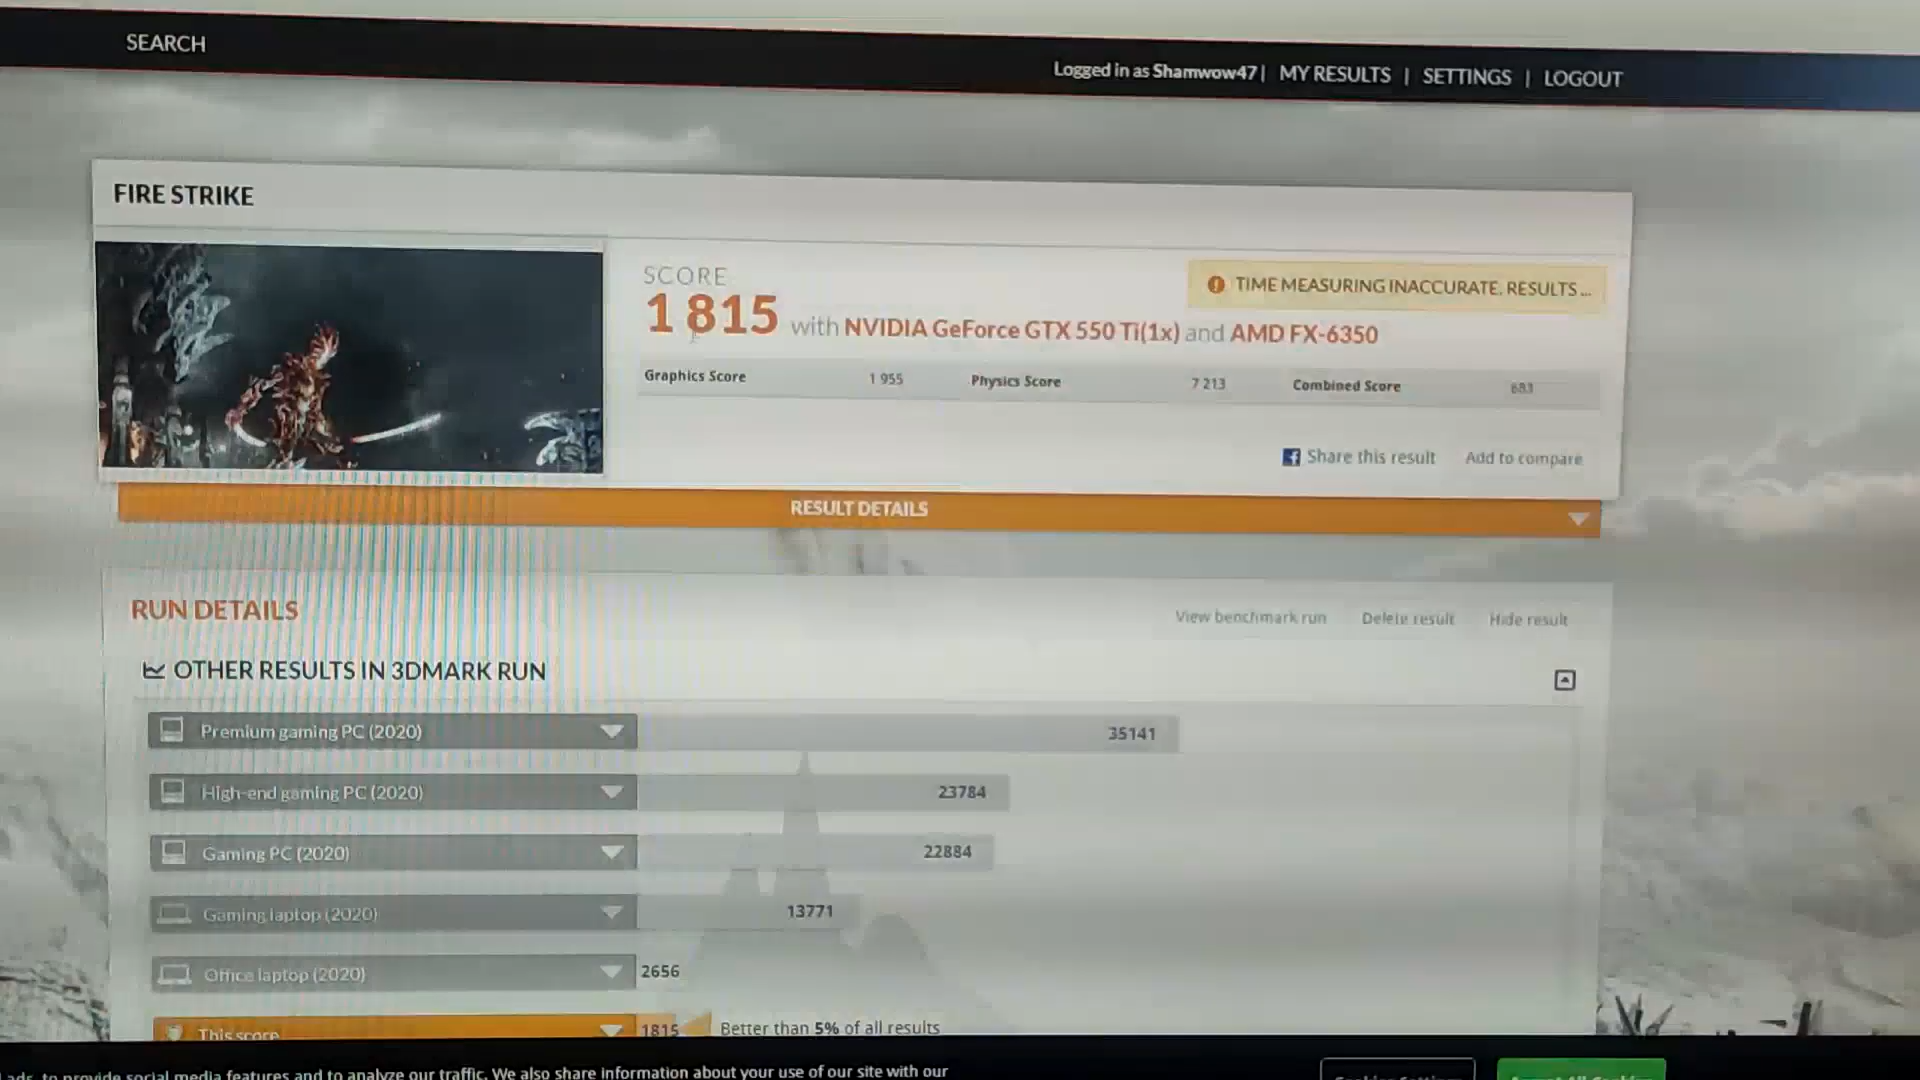 SEARCH
Logged in as Shamwow47 | MY RESULTS | SETTINGS | LOGOUT
FIRE STRIKE
SCORE
TIME MEASURING INACCURATE. RESULTS ...
1 815 with NVIDIA GeForce GTX 550 Ti(1x) and AMD FX-6350
Graphics Score 1 955 Physics Score 7 213 Combined Score 683
Share this result Add to compare
RESULT DETAILS
RUN DETAILS
View benchmark run Delete result Hide result
OTHER RESULTS IN 3DMARK RUN
Premium gaming PC (2020) 35141
High-end gaming PC (2020) 23784
Gaming PC (2020) 22884
Gaming laptop (2020) 13771
Office laptop (2020) 2656
This score 1815 Better than 5% of all results
ads, to provide social media features and to analyze our traffic. We also share information about your use of our site with our